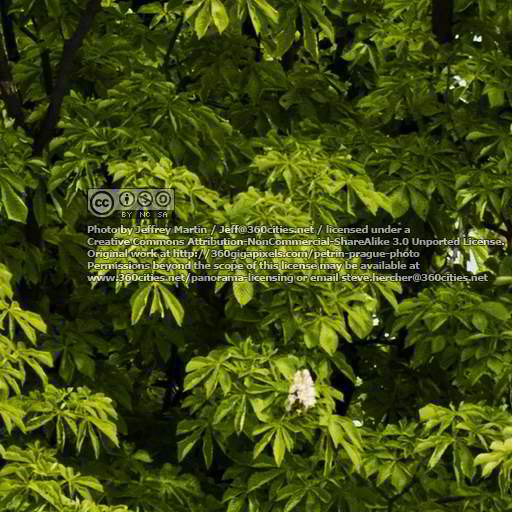 cc BY NC SA
Photo by Jeffrey Martin / Jeff@360cities.net / licensed under a
Creative Commons Attribution-NonCommercial-ShareAlike 3.0 Unported License.
Original work at http://360gigapixels.com/petrin-prague-photo
Permissions beyond the scope of this license may be available at
www.360cities.net/panorama-licensing or email steve.hercher@360cities.net